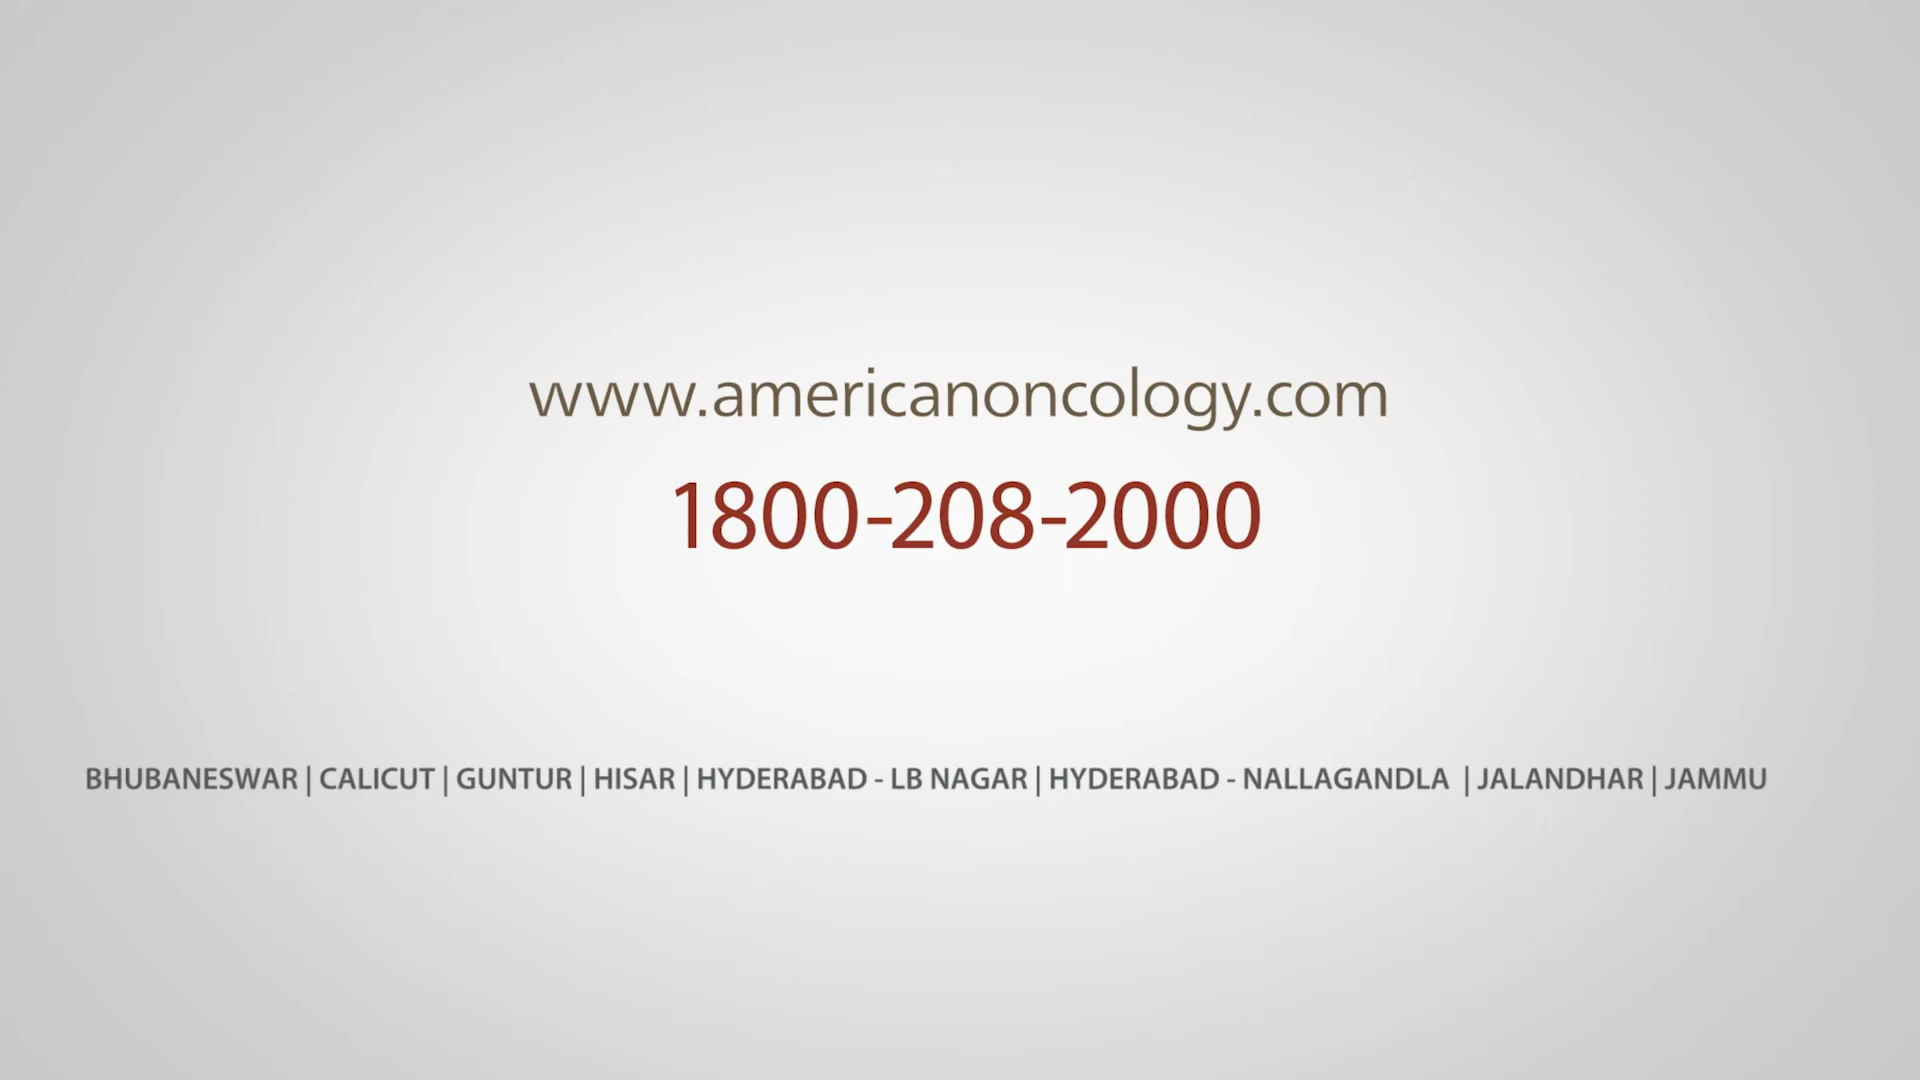 www.americanoncology.com
1800-208-2000
BHUBANESWAR | CALICUT | GUNTUR | HISAR | HYDERABAD - LB NAGAR | HYDERABAD - NALLAGANDLA | JALANDHAR | JAMMU